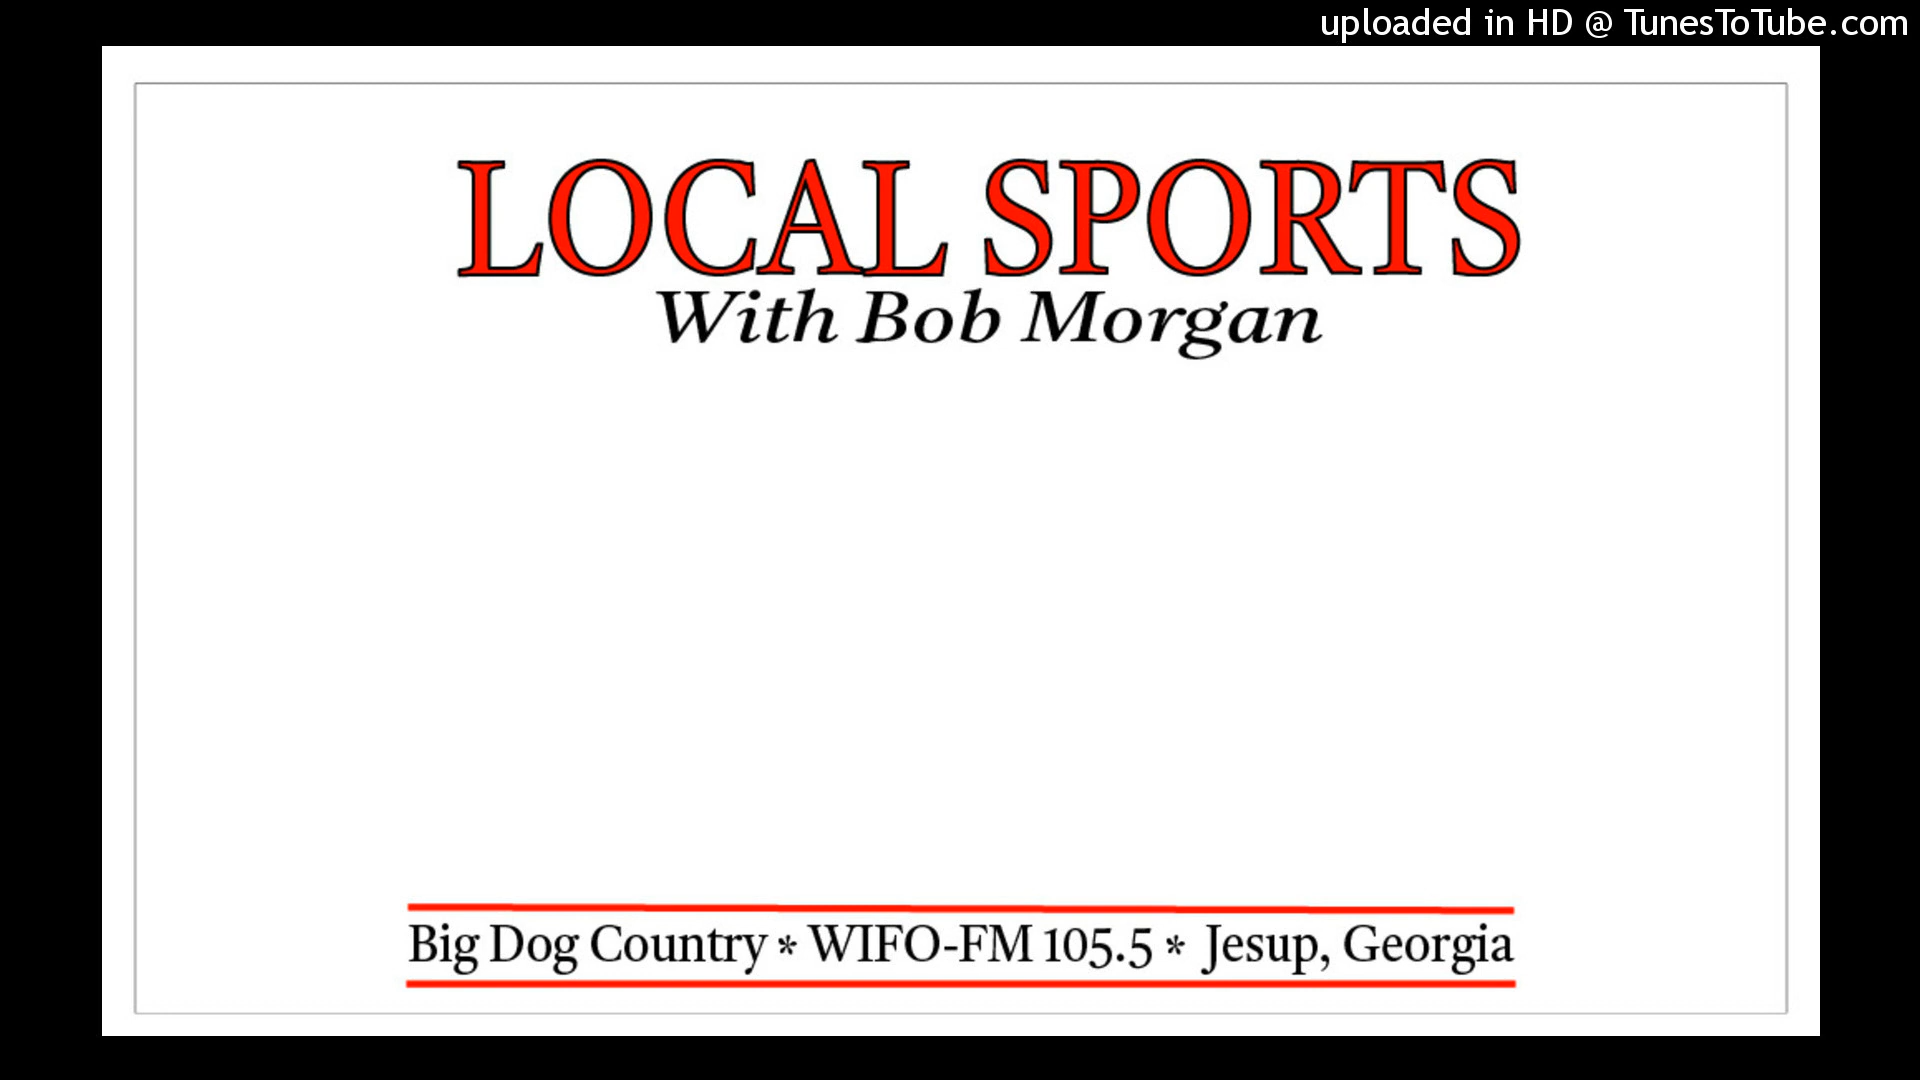 uploaded in HD @ TunesToTube.com
LOCAL SPORTS
With Bob Morgan
Big Dog Country * WIFO-FM 105.5 * Jesup, Georgia